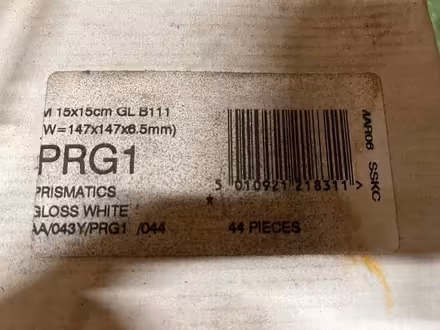 M 15x15cm GL B111
W=147x147x6.5mm)
PRG1
PRISMATICS
GLOSS WHITE
AA/043Y/PRG1 /044
5 010921 218311 >
44 PIECES
MAR06 SSKC